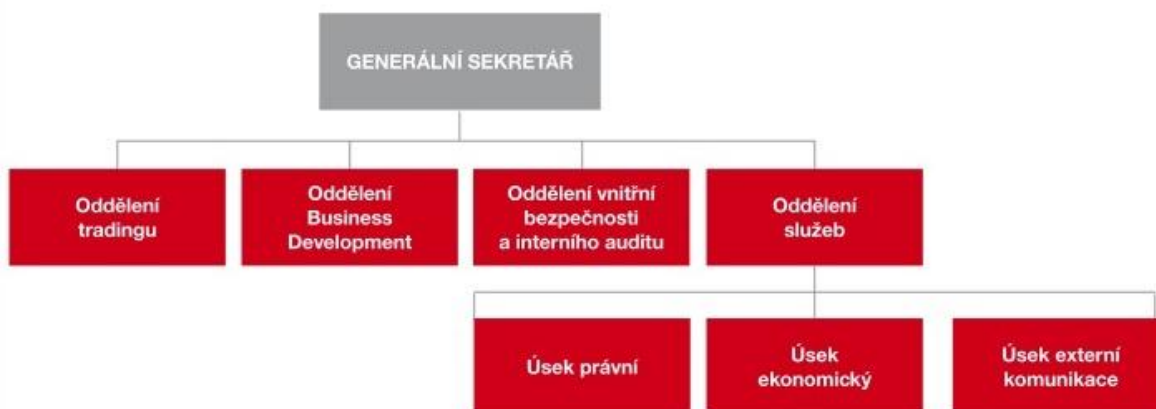 GENERÁLNÍ SEKRETÁŘ
Oddělení
tradingu
Oddělení
Business
Development
Oddělení vnitřní
bezpečnosti
a interního auditu
Oddělení
služeb
Úsek právní
Úsek
ekonomický
Úsek externí
komunikace